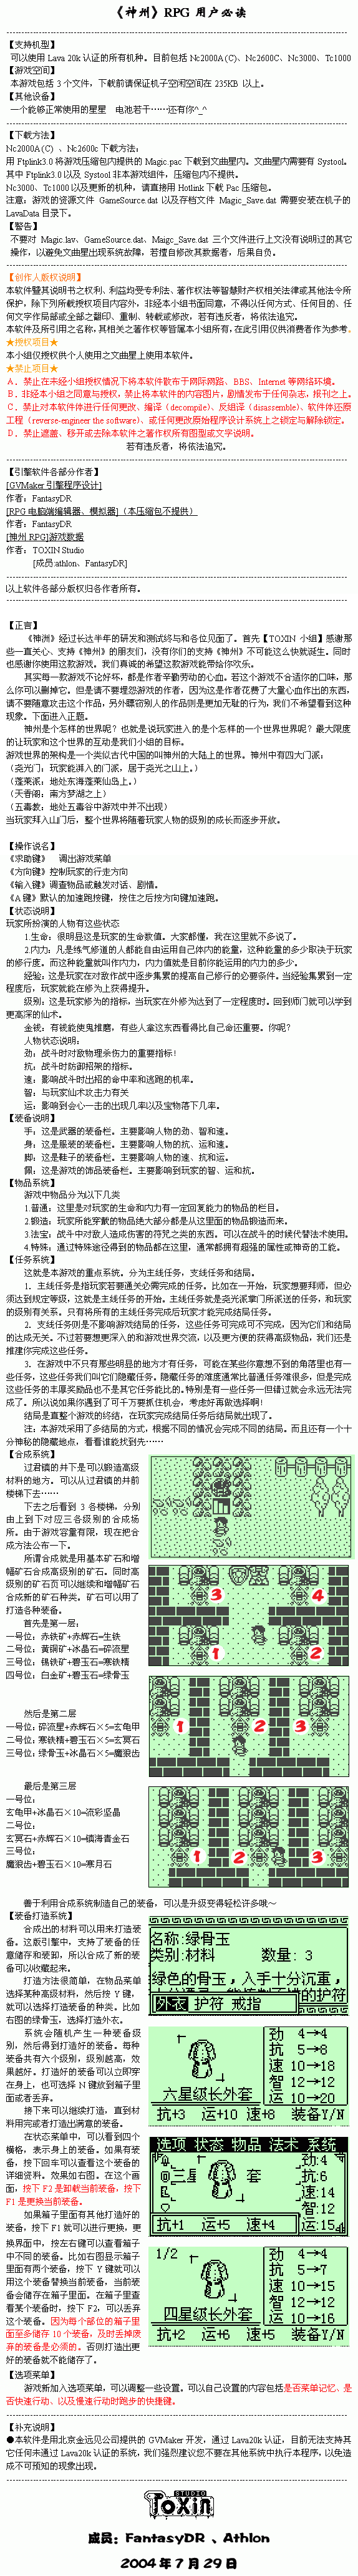 《神州》RPG 用户必读
【支持机型】
可以使用 Lava 20k 认证的所有机种。目前包括 Nc2000A(C)、Nc2600C、Nc3000、Tc1000
【游戏空间】
本游戏包括 3 个文件，下载前请保证机子空闲空间在 235KB 以上。
【其他设备】
一个能够正常使用的星星　电池若干……还有你^_^
【下载方法】
Nc2000A(C) 、Nc2600c 下载方法：
用 Ftplink3.0 将游戏压缩包内提供的 Magic.pac 下载到文曲星内。文曲星内需要有 Systool。
其中 Ftplink3.0 以及 Systool 非本游戏组件，压缩包内不提供。
Nc3000、Tc1000 以及更新的机种，请直接用 Hotlink 下载 Pac 压缩包。
注意：游戏的资源文件 GameSource.dat 以及存档文件 Magic_Save.dat 需要安装在机子的
LavaData 目录下。
【警告】
不要对 Magic.lav、GameSource.dat、Maigc_Save.dat 三个文件进行上文没有说明过的其它
操作，以避免文曲星出现系统故障，若擅自修改其数据者，后果自负。
【创作人版权说明】
本软件暨其说明书之权利、利益均受专利法、著作权法等智慧财产权相关法律或其他法令所
保护，除下列所载授权项目内容外，非经本小组书面同意，不得以任何方式、任何目的、任
何文字作局部或全部之翻印、重制、转载或修改，若有违反者，将依法追究。
本软件及所引用之名称，其相关之著作权等皆属本小组所有，在此引用仅供消费者作为参考。
★授权项目★
本小组仅授权供个人使用之文曲星上使用本软件。
★禁止项目★
A．禁止在未经小组授权情况下将本软件散布于网际网路、BBS、Internet 等网络环境。
B．非经本小组之同意与授权，禁止将本软件的内容图片，剧情发布于任何杂志，报刊之上。
C．禁止对本软件体进行任何更改、编译（decompile）、反组译（disassemble）、软件体还原
工程（reverse-engineer the software）、或任何更改原始程序设计系统上之锁定与解除锁定。
D．禁止遮盖、移开或去除本软件之著作权所有图型或文字说明。
若有违反者，将依法追究。
【引擎软件各部分作者】
[GVMaker 引擎程序设计]
作者：FantasyDR
[RPG 电脑端编辑器、模拟器]（本压缩包不提供）
作者：FantasyDR
[神州 RPG]游戏数据
作者：TOXIN Studio
[成员:athlon、FantasyDR]
以上软件各部分版权归各作者所有。
【正言】
《神洲》经过长达半年的研发和测试终与和各位见面了。首先【TOXIN 小组】感谢那
些一直关心、支持《神州》的朋友们，没有你们的支持《神州》不可能这么快就诞生。同时
也感谢你使用这款游戏。我们真诚的希望这款游戏能带给你欢乐。
其实每一款游戏不论好坏，都是作者辛勤劳动的心血。若这个游戏不合适你的口味，那
么你可以删掉它。但是请不要埋怨游戏的作者，因为这是作者花费了大量心血作出的东西，
请不要随意攻击这个作品，另外瞟窃别人的作品则是更加无耻的行为，我们不希望看到这种
现象。下面进入正题。
神州是个怎样的世界呢？也就是说玩家进入的是个怎样的一个世界世界呢？最大限度
的让玩家和这个世界的互动是我们小组的目标。
游戏世界的架构是一个类似古代中国的叫神州的大陆上的世界。神州中有四大门派：
（尧光门：玩家能湃入的门派，居于尧光之山上。）
（蓬莱派：地处东海蓬莱仙岛上。）
（天香阁：南方梦湖之上）
（五毒教：地处五毒谷中游戏中并不出现）
当玩家拜入山门后，整个世界将随着玩家人物的级别的成长而逐步开放。
【操作说名】
《求助键》　调出游戏菜单
《方向键》控制玩家的行走方向
《输入键》调查物品或触发对话、剧情。
《A 键》默认的加速跑按键，按住之后按方向键加速跑。
【状态说明】
玩家所扮演的人物有这些状态
1.生命：很明显这是玩家的生命数值。大家都懂，我在这里就不多说了。
2.内力：凡是练气修道的人都能自由运用自己体内的能量，这种能量的多少取决于玩家
的修行度。而这种能量就叫作内力，内力值就是目前你能运用的内力的多少。
经验：这是玩家在对敌作战中逐步集累的提高自己修行的必要条件。当经验集累到一定
程度后，玩家就能在修为上获得提升。
级别：这是玩家修为的指标，当玩家在外修为达到了一定程度时。回到师门就可以学到
更高深的仙术。
金钱：有钱能使鬼推磨，有些人拿这东西看得比自己命还重要。你呢？
人物状态说明：
劲：战斗时对敌物理杀伤力的重要指标！
抗：战斗时防御招架的指标。
速：影响战斗时出招的命中率和逃跑的机率。
智：与玩家仙术攻击力有关
运：影响到会心一击的出现几率以及宝物落下几率。
【装备说明】
手，这是武器的装备栏。主要影响人物的劲、智和速。
身：这是服装的装备栏。主要影响人物的抗、运和速。
脚：这是鞋子的装备栏。主要影响人物的速、抗和运。
佩：这是游戏的饰品装备栏。主要影响到玩家的智、运和抗。
【物品系统】
游戏中物品分为以下几类
1.普通：这里是对玩家的生命和内力有一定回复能力的物品的栏目。
2.锻造：玩家所能穿戴的物品绝大部分都是从这里面的物品锻造而来。
3.法宝：战斗中对敌人造成伤害的符咒之类的东西。可以在战斗的时候代替法术使用。
4.特殊：通过特殊途径得到的物品都在这里，通常都拥有超强的属性或神奇的工能。
【任务系统】
这就是本游戏的重点系统。分为主线任务，支线任务和结局。
1．主线任务是指玩家若要通关必需完成的任务。比如在一开始，玩家想要拜师，但必
须达到规定等级，这就是主线任务的开始。主线任务就是尧光派掌门所派送的任务，和玩家
的级别有关系。只有将所有的主线任务完成后玩家才能完成结局任务。
2．支线任务则是不影响游戏结局的任务，这些任务可完成可不完成，因为它们和结局
的达成无关。不过若要想更深入的和游戏世界交流，以及更方便的获得高级物品，我们还是
推建你完成这些任务。
3．在游戏中不只有那些明显的地方才有任务，可能在某些你意想不到的角落里也有一
些任务，这些任务我们叫它们隐藏任务。隐藏任务的难度通常比普通任务难很多，但是完成
这些任务的丰厚奖励品也不是其它任务能比的。特别是有一些任务一但错过就会永远无法完
成了。所以说如果你遇到了可千万要抓住机会，考虑好再做选择啊！
结局是直整个游戏的终结，在玩家完成结局任务后结局就出现了。
注：本游戏采用了多结局的方式，根据不同的情况会完成不同的结局。而且还有一个十
分神秘的隐藏地点，看看谁能找到先……
【合成系统】
过君镇的井下是可以锻造高级
材料的地方。可以从过君镇的井前
楼梯下去……
下去之后看到 3 各楼梯，分别
由上到下对应三各级别的合成场
所。由于游戏容量有限，现在把合
成方法公布一下。
所谓合成就是用基本矿石和增
幅矿石合成高级别的矿石。同时高
级别的矿石页可以继续和增幅矿石
合成新的矿石种类。矿石可以用了
打造各种装备。
首先是第一层：
一号位：赤铁矿+赤辉石=生铁
二号位：黄铜矿+冰晶石=碎流星
三号位：锡铁矿+碧玉石=寒铁精
四号位：白金矿+碧玉石=绿骨玉
3
4
1
2
然后是第二层
一号位：碎流星+赤辉石×5=玄龟甲
二号位：寒铁精+碧玉石×5=玄冥石
三号位：绿骨玉+冰晶石×5=魔狼齿
1
2
3
最后是第三层
一号位：
玄龟甲+冰晶石×10=流彩坚晶
二号位：
玄冥石+赤辉石×10=镇海青金石
三号位：
魔狼齿+碧玉石×10=寒月石
1
2
3
善于利用合成系统制造自己的装备，可以是升级变得轻松许多哦～
【装备打造系统】
合成出的材料可以用来打造装
备。这版引擎中，支持了装备的任
意储存和装卸，所以合成了新的装
备可以收藏起来。
打造方法很简单，在物品菜单
选择某种高级材料，然后按 Y 键，
就可以选择打造装备的种类。比如
右图的绿骨玉，选择打造外衣。
名称:绿骨玉
类别:材料　数量: 3
绿色的骨玉，入手十分沉重，
外衣 护符 戒指
系统会随机产生一种装备级
别，然后得到打造好的装备。每种
装备共有六个级别，级别越高，效
果越好。打造好的装备可以立即穿
在身上，也可选择 N 键放到箱子里
面或者丢弃。
接下来可以继续打造，直到材
料用完或者打造出满意的装备。
劲 4→4
抗 5→8
速 10→18
智 12→12
运 10→20
六星级长外套
抗+3　运+10　速+8　装备Y/N
在状态菜单中，可以看到四个
横格，表示身上的装备。如果有装
备，按下回车可以查看这个装备的
详细资料。效果如右图。在这个画
面，按下 F2 是卸载当前装备，按下
F1 是更换当前装备。
选项 状态 物品 法术 系统
劲:4
抗:6
速:14
智:12
运:15
抗+1　运+5　速+4
如果箱子里面有其他打造好的
装备，按下 F1 就可以进行更换，更
换界面中，按左右键可以查看箱子
中不同的装备。比如右图显示箱子
里面有两个装备，按下 Y 键就可以
用这个装备替换当前装备，当前装
备会储存在箱子里面。在箱子里查
看某个装备时，按下 F2，可以丢弃
这个装备。因为每个部位的箱子里
面至多储存 10 个装备，及时丢掉废
弃的装备是必须的。否则打造出更
好的装备就不能储存了。
1/2
劲 4→4
抗 5→7
速 10→15
智 12→12
运 10→16
四星级长外套
抗+2　运+6　速+5　装备Y/N
【选项菜单】
游戏新加入选项菜单，可以调整一些设置。可以自己设置的内容包括是否菜单记忆、是
否快速行动、以及慢速行动时跑步的快捷键。
【补充说明】
●本软件是用北京金远见公司提供的 GVMaker 开发，通过 Lava20k 认证，目前无法支持其
它任何未通过 Lava20k 认证的系统，我们强烈建议您不要在其他系统中执行本程序，以免造
成不可预知的现象出现。
STUDIO
ToXin
成员：FantasyDR 、Athlon
2004 年 7 月 29 日